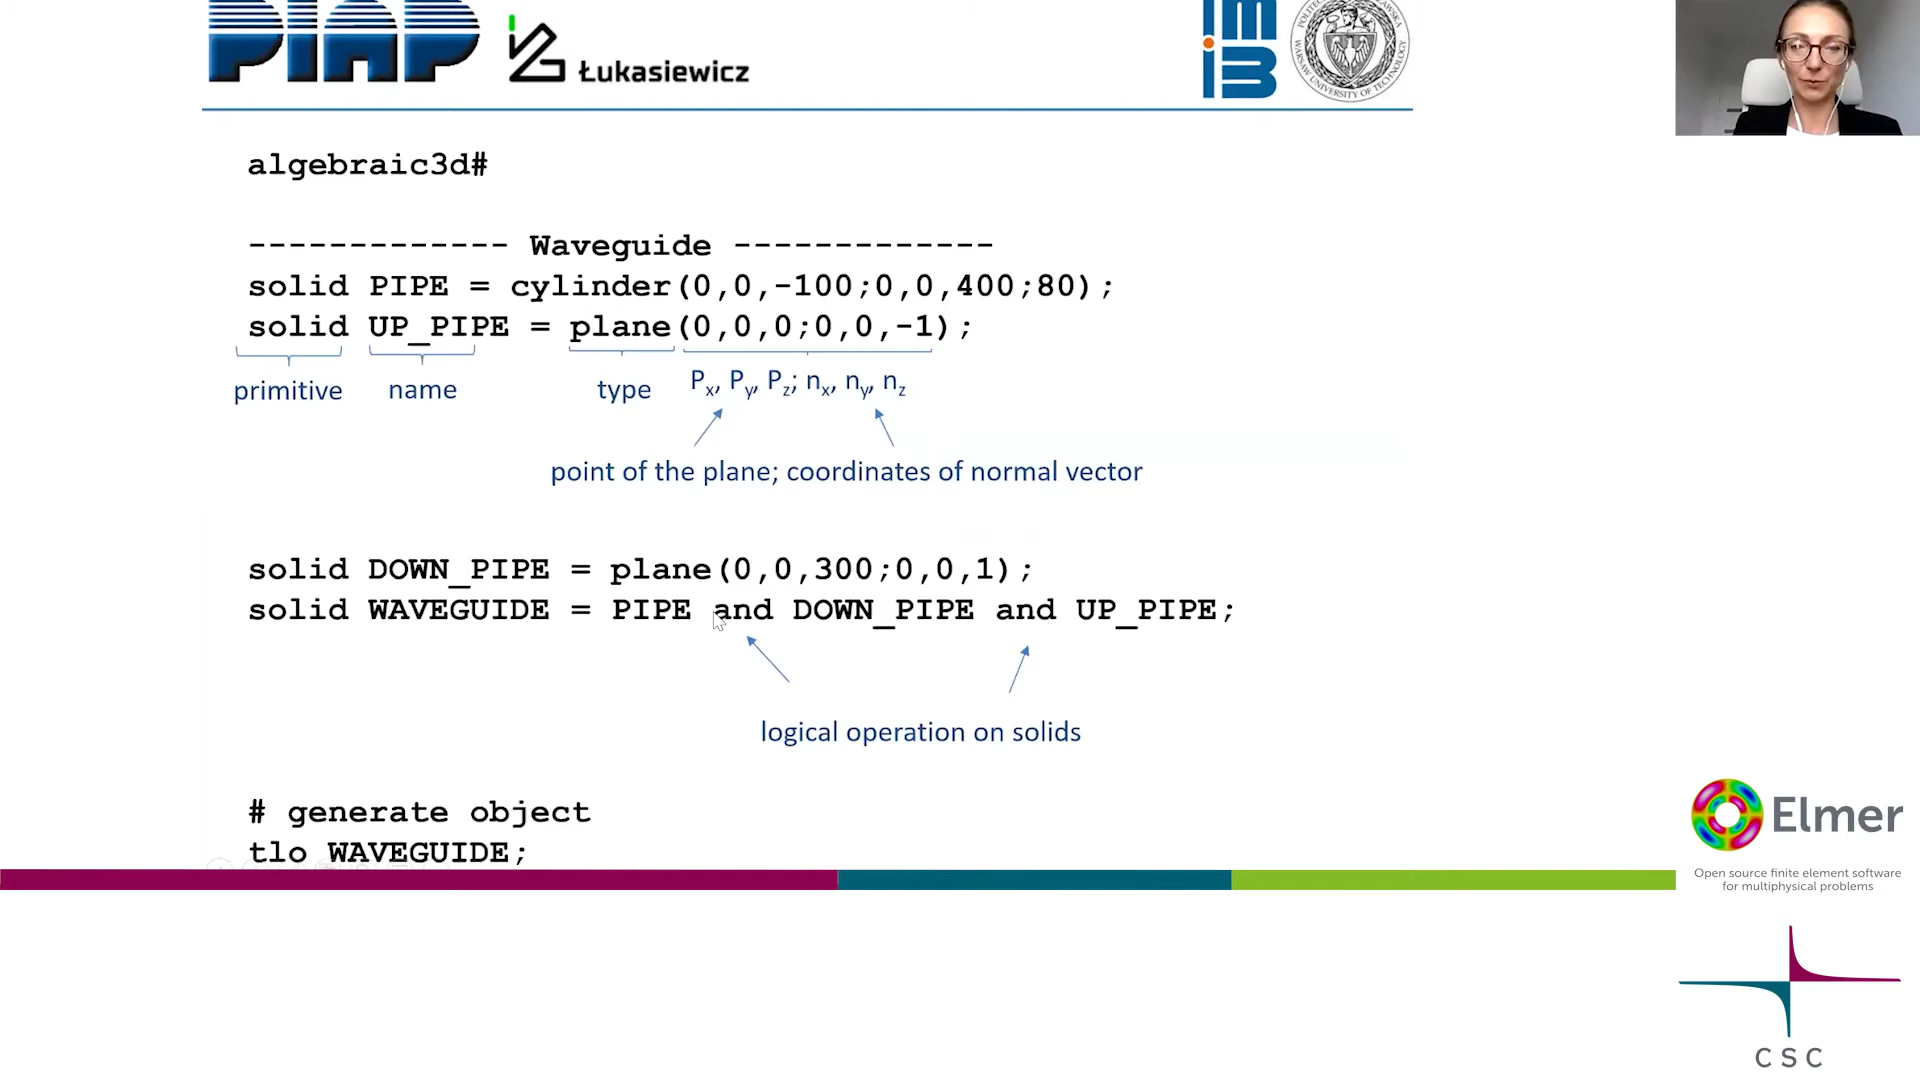 PIAP
Łukasiewicz
algebraic3d#
------------- Waveguide -------------
solid PIPE = cylinder(0,0,-100;0,0,400;80);
solid UP_PIPE = plane(0,0,0;0,0,-1);
primitive name type Px, Py, Pz; nx, ny, nz
point of the plane; coordinates of normal vector
solid DOWN_PIPE = plane(0,0,300;0,0,1);
solid WAVEGUIDE = PIPE and DOWN_PIPE and UP_PIPE;
logical operation on solids
# generate object
tlo WAVEGUIDE;
Elmer
Open source finite element software
for multiphysical problems
CSC